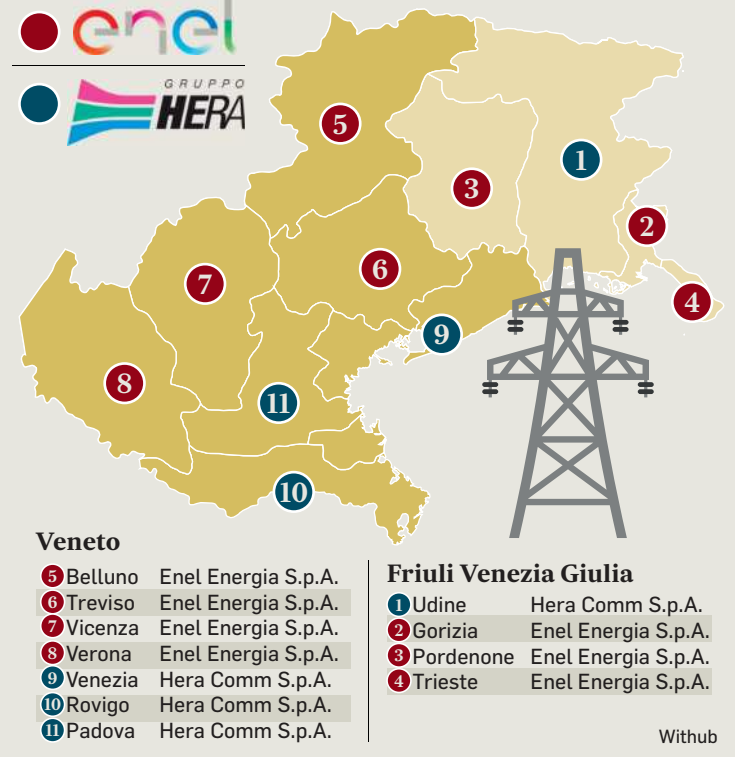 enel
GRUPPO
HERA
5
1
3
2
6
7
4
9
8
11
10
Veneto
5 Belluno Enel Energia S.p.A.
6 Treviso Enel Energia S.p.A.
7 Vicenza Enel Energia S.p.A.
8 Verona Enel Energia S.p.A.
9 Venezia Hera Comm S.p.A.
10 Rovigo Hera Comm S.p.A.
11 Padova Hera Comm S.p.A.
Friuli Venezia Giulia
1 Udine Hera Comm S.p.A.
2 Gorizia Enel Energia S.p.A.
3 Pordenone Enel Energia S.p.A.
4 Trieste Enel Energia S.p.A.
Withub